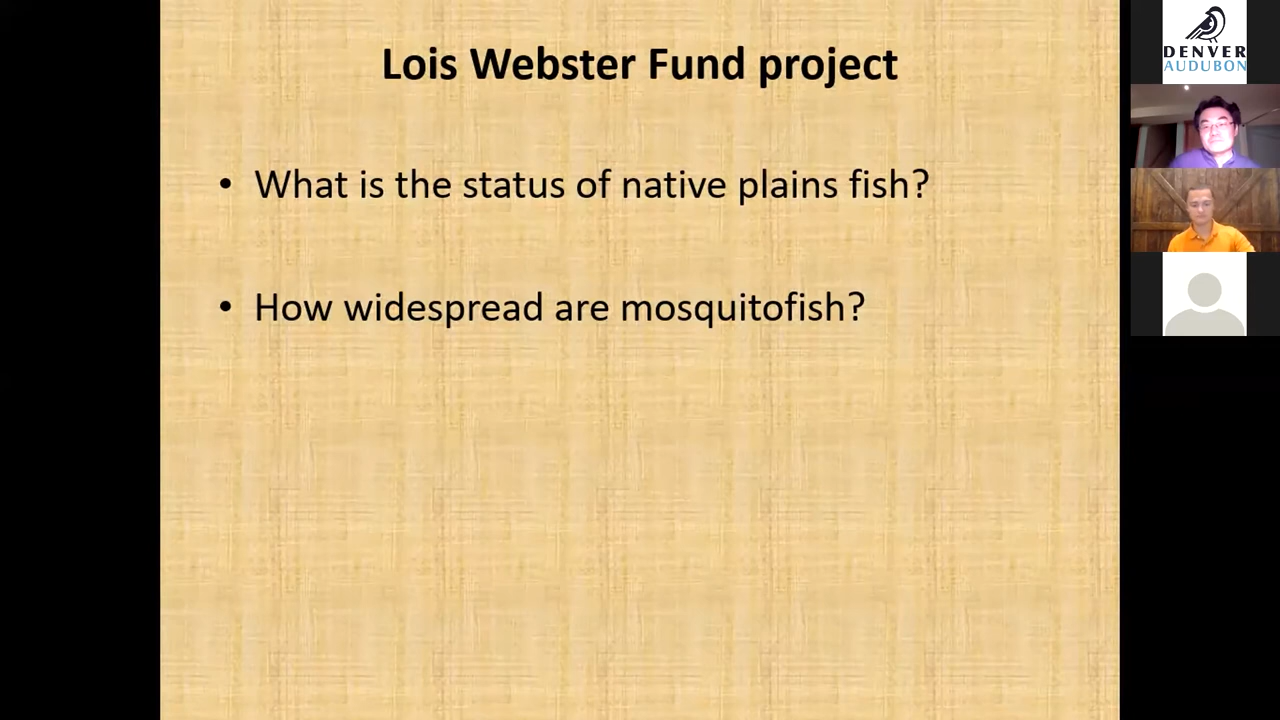 Lois Webster Fund project
• What is the status of native plains fish?
• How widespread are mosquitofish?
DENVER
AUDUBON